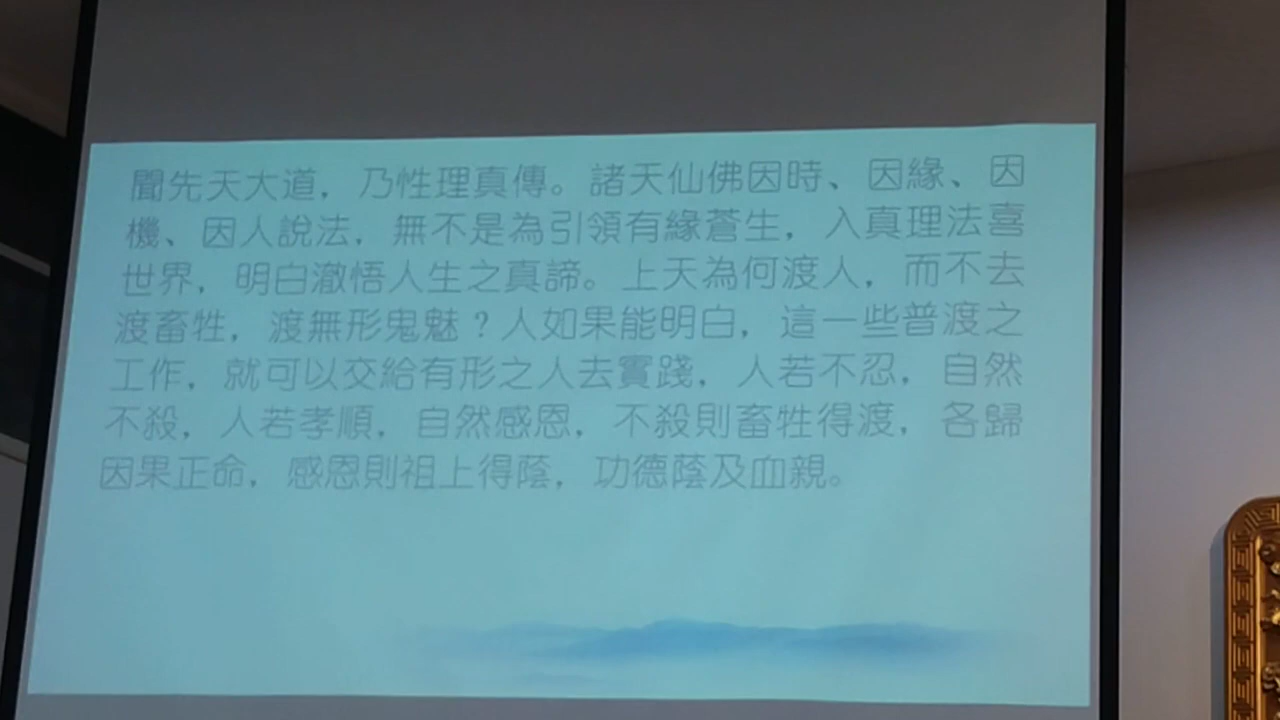 聞先天大道，乃性理真傳。諸天仙佛因時、因緣、因
機、因人說法，無不是為引領有緣蒼生，入真理法喜
世界，明白澈悟人生之真諦。上天為何渡人，而不去
渡畜牲，渡無形鬼魅？人如果能明白，這一些普渡之
工作，就可以交給有形之人去實踐，人若不忍，自然
不殺，人若孝順，自然感恩，不殺則畜牲得渡，各歸
因果正命，感恩則祖上得蔭，功德蔭及血親。